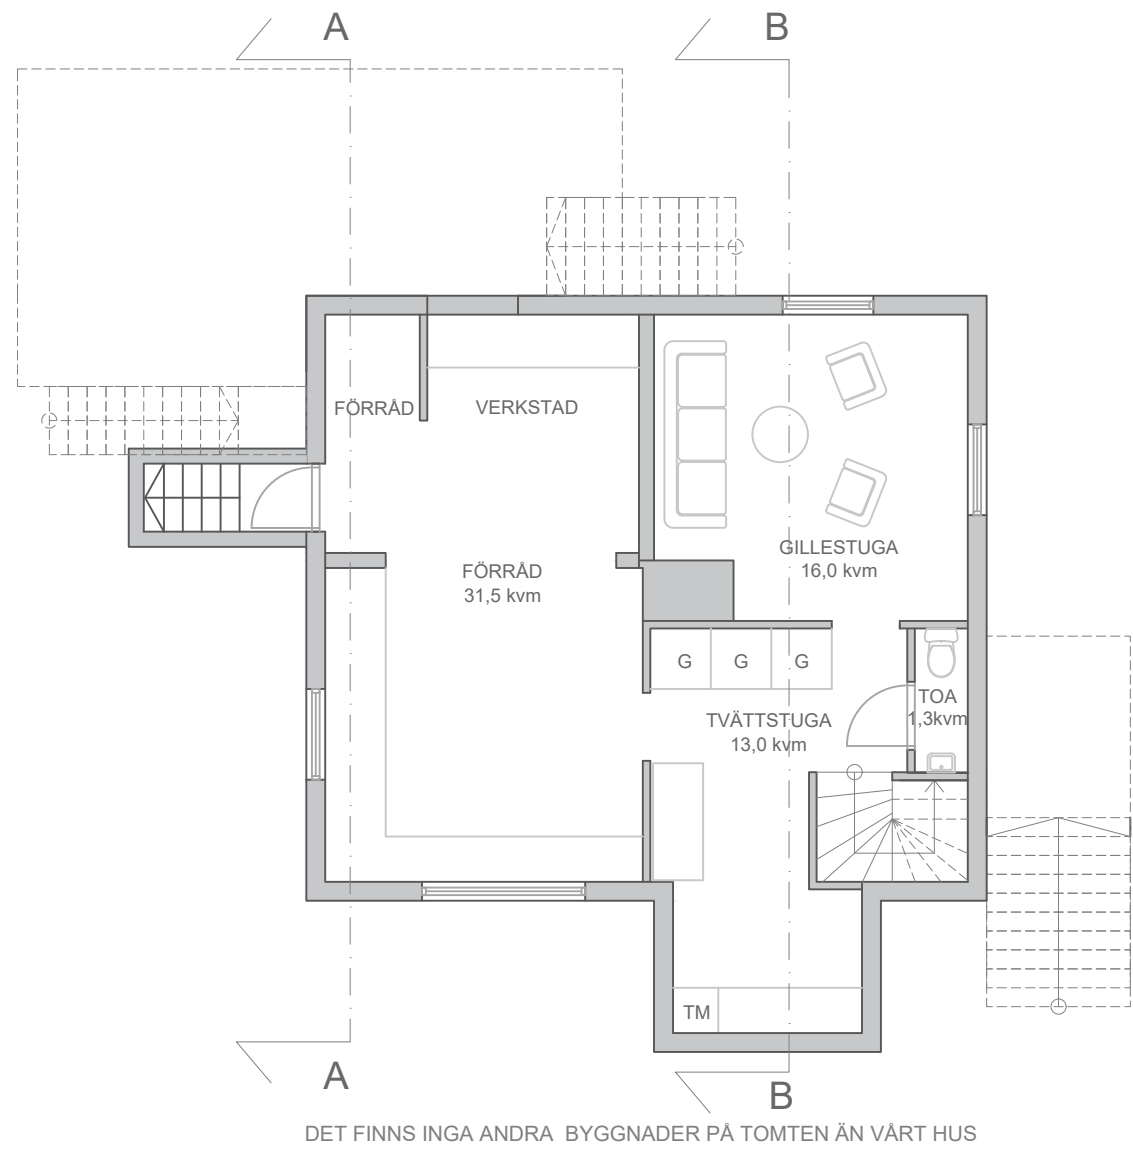 A
B
FÖRRÅD
VERKSTAD
GILLESTUGA
16,0 kvm
FÖRRÅD
31,5 kvm
G
G
G
TOA
1,3kvm
TVÄTTSTUGA
13,0 kvm
TM
A
B
DET FINNS INGA ANDRA BYGGNADER PÅ TOMTEN ÄN VÅRT HUS